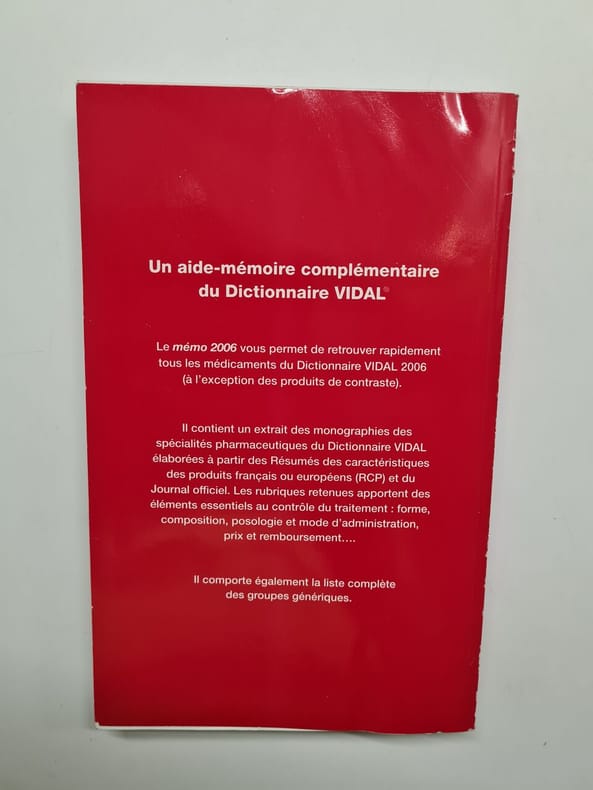 Un aide-mémoire complémentaire
du Dictionnaire VIDAL®
Le mémo 2006 vous permet de retrouver rapidement
tous les médicaments du Dictionnaire VIDAL 2006
(à l'exception des produits de contraste).
Il contient un extrait des monographies des
spécialités pharmaceutiques du Dictionnaire VIDAL
élaborées à partir des Résumés des caractéristiques
des produits français ou européens (RCP) et du
Journal officiel. Les rubriques retenues apportent des
éléments essentiels au contrôle du traitement : forme,
composition, posologie et mode d'administration,
prix et remboursement....
Il comporte également la liste complète
des groupes génériques.